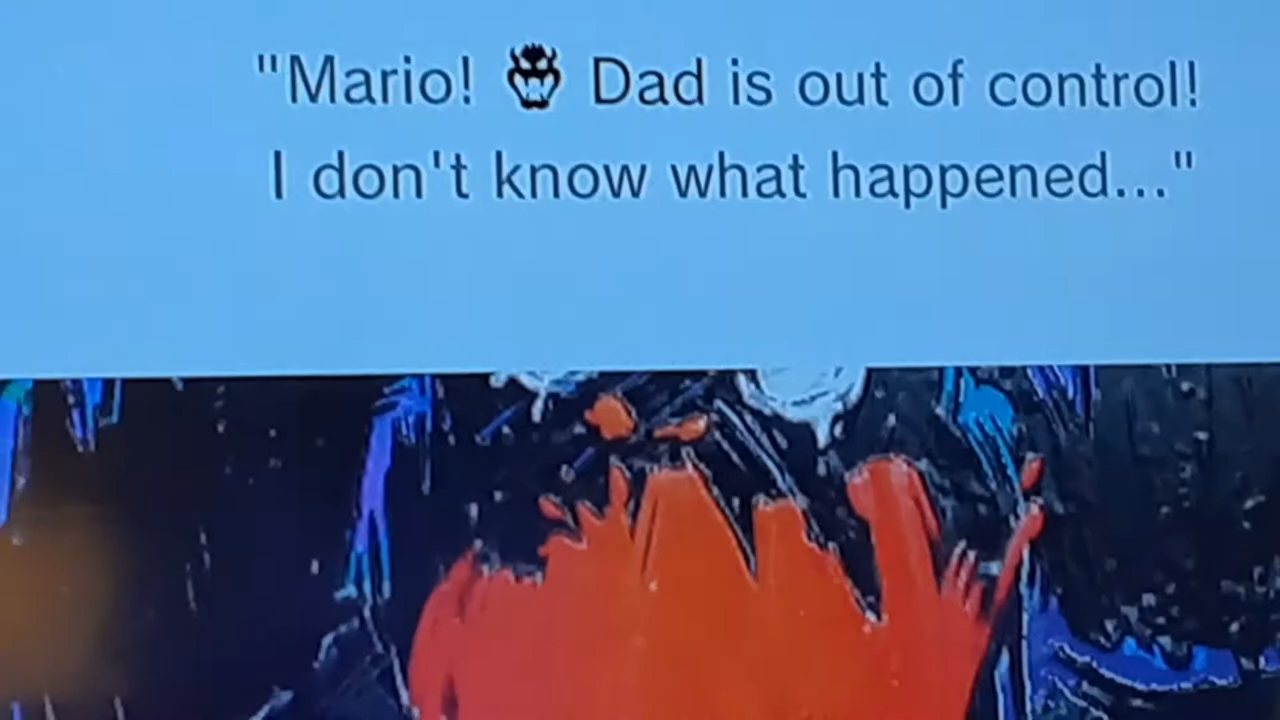 "Mario! Dad is out of control!
I don't know what happened..."